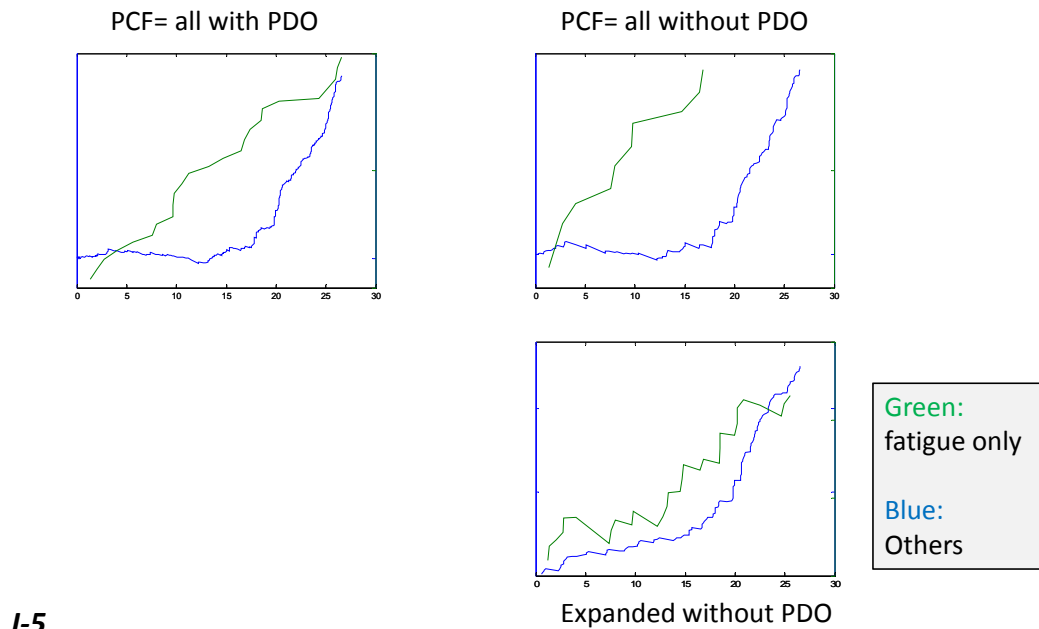 PCF= all with PDO
PCF= all without PDO
0 5 10 15 20 25 30
0 5 10 15 20 25 30
0 5 10 15 20 25 30
Green:
fatigue only
Blue:
Others
Expanded without PDO
I-5